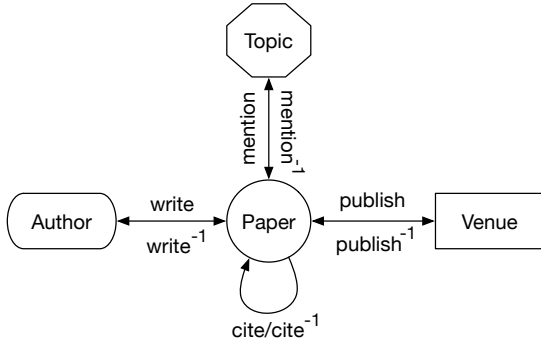 Topic
mention
mention⁻¹
write
publish
Author
Paper
Venue
write⁻¹
publish⁻¹
cite/cite⁻¹